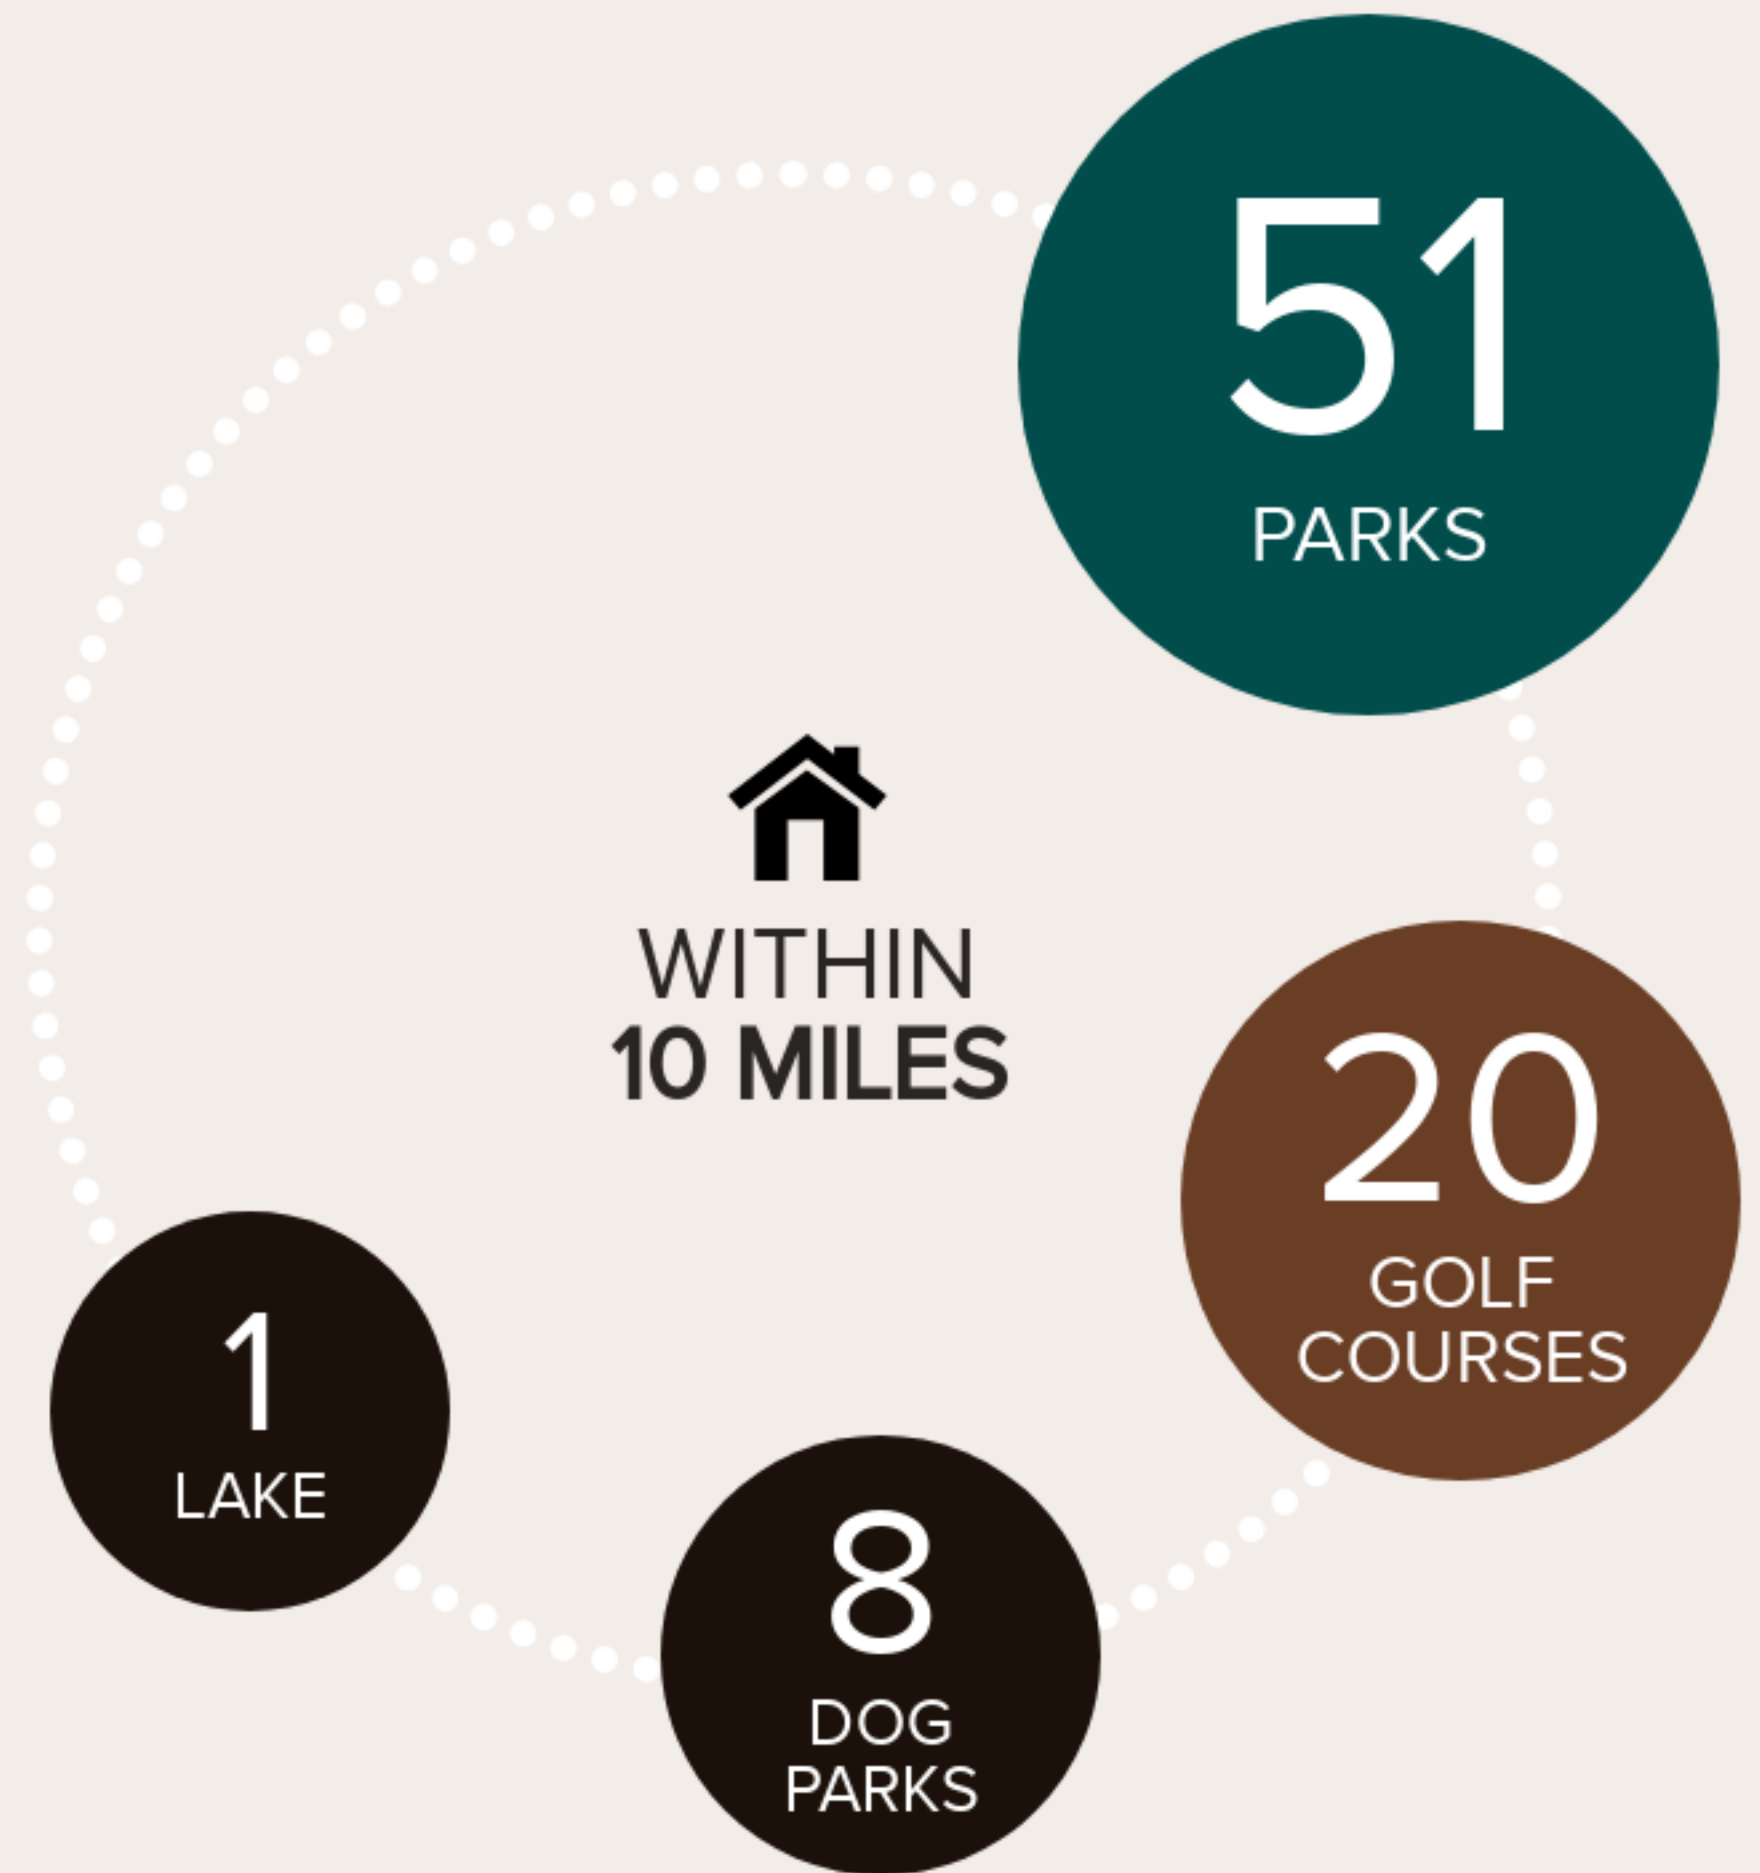 51
PARKS
WITHIN
10 MILES
20
GOLF
COURSES
1
LAKE
8
DOG
PARKS